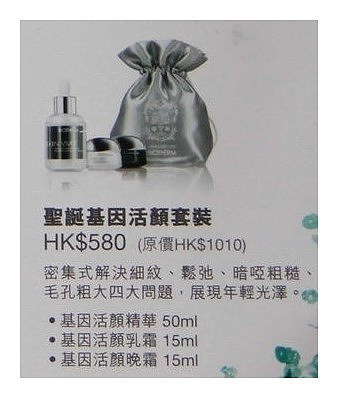 聖誕基因活顏套裝
HK$580 (原價HK$1010)
密集式解決細紋、鬆弛、暗啞粗糙、
毛孔粗大四大問題，展現年輕光澤。
• 基因活顏精華 50ml
• 基因活顏乳霜 15ml
• 基因活顏晚霜 15ml